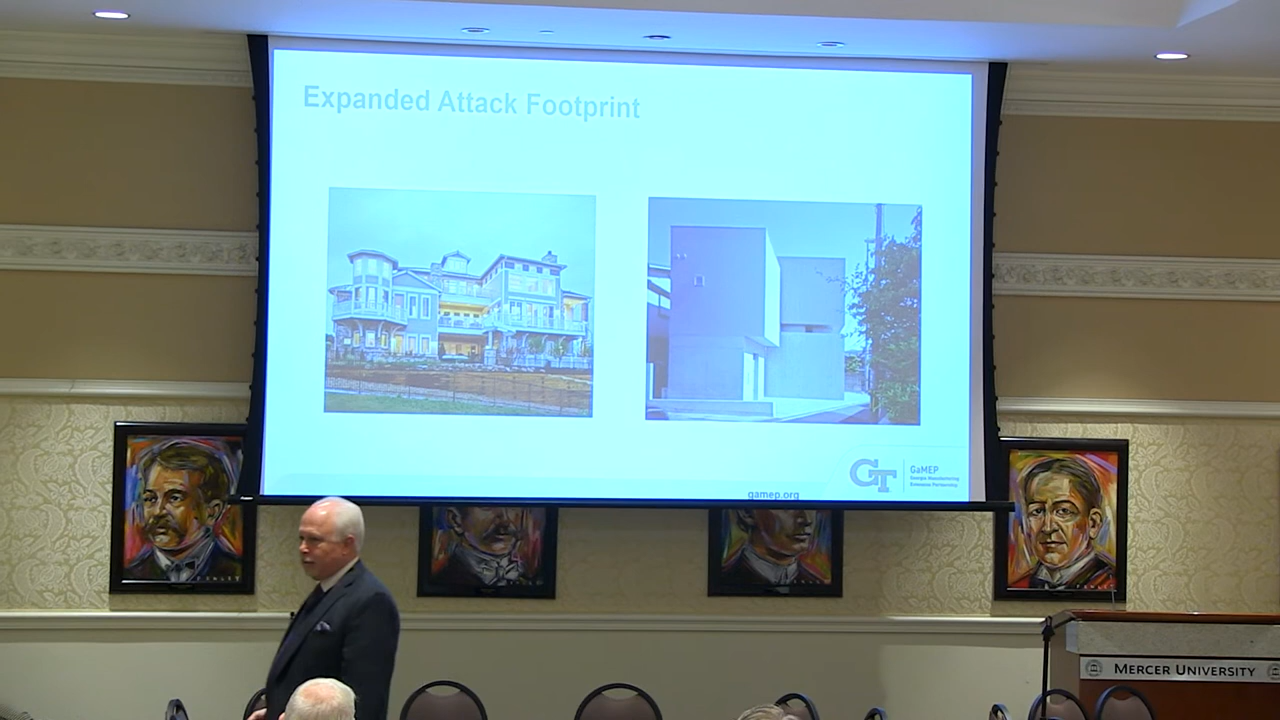 Expanded Attack Footprint
GT
GaMEP
Georgia Manufacturing
Extension Partnership
gamep.org
MERCER UNIVERSITY